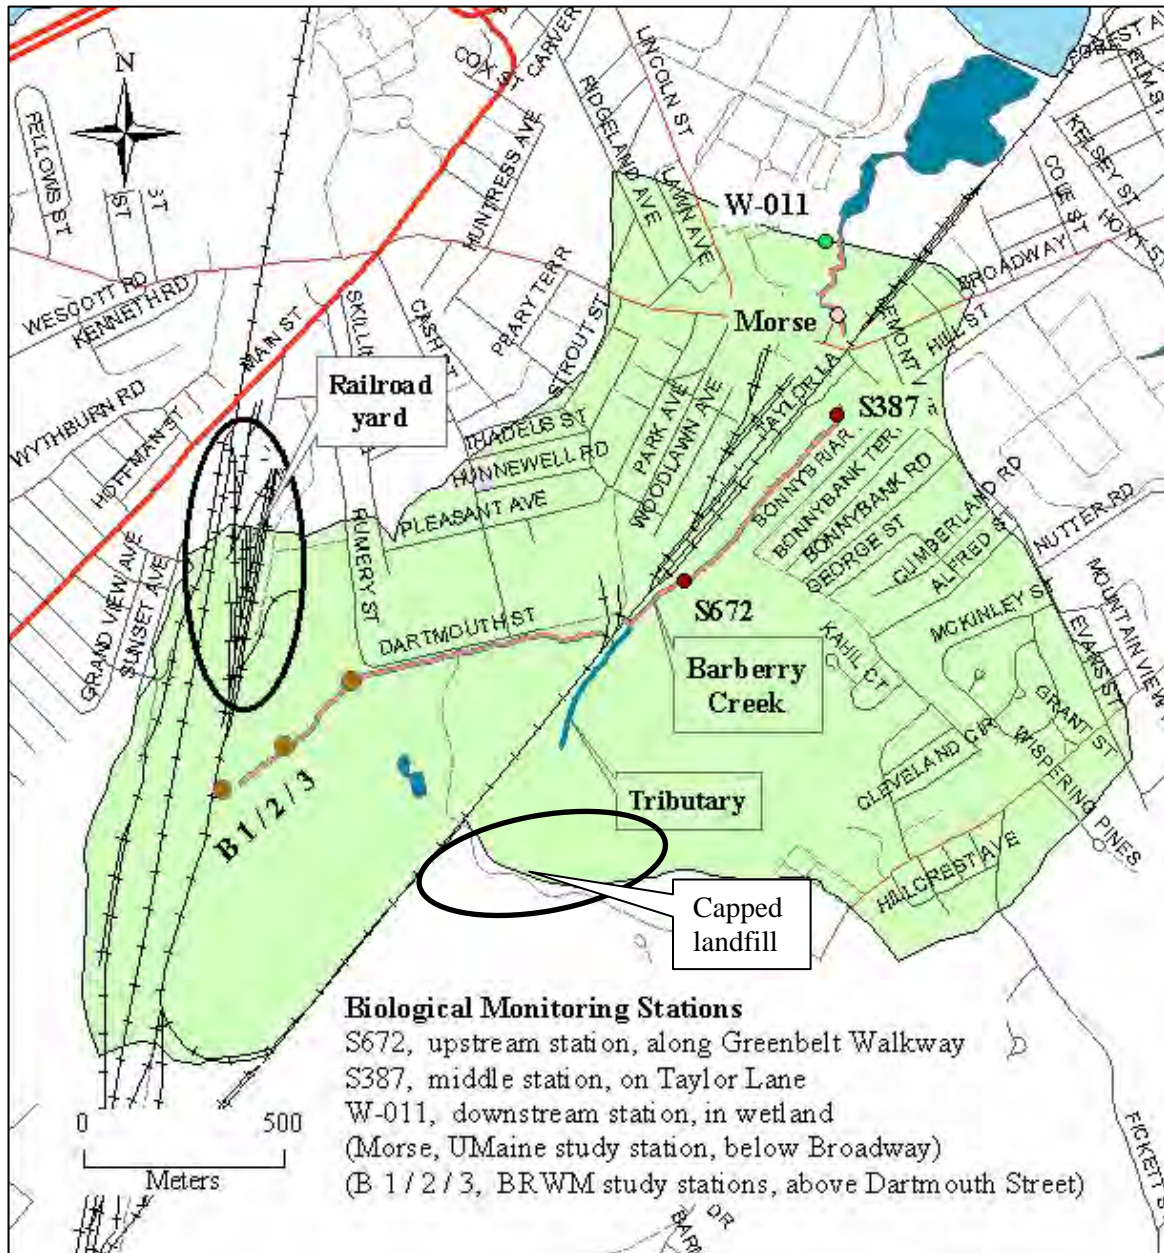 N
FELLOWS ST
ST
ST
COX ST
CARVER
HUNTRESS AVE
RIDGELAND AVE
LINCOLN ST
LAWN AVE
ELM ST
KELSEY ST
COLE ST
HOYT-ST
BROADWAY
W-011
WESCOTT RD
KENNETH RD
MAIN ST
CASH ST
PEARY TERR
STROUT ST
Morse
HILL ST
WYTHBURN RD
HOFFMAN ST
Railroad
yard
THADEUS ST
HUNNEWELL RD
PLEASANT AVE
PARK AVE
WOODLAWN AVE
TAYLOR LA
S387
BONNYBRIAR
BONNYBANK TER
BONNYBANK RD
GEORGE ST
CUMBERLAND RD
ALFRED S
NUTTER RD
GRAND VIEW AVE
SUNSET AVE
RUMERY ST
DARTMOUTH ST
S672
MCKINLEY S
MOUNTAIN VIEW
EVANS ST
KAHIL CT
Barberry
Creek
GRANT ST
WISPERING PINES
CLEVELAND CIR
B 1 / 2 / 3
Tributary
HILLCREST AVE
Capped
landfill
Biological Monitoring Stations
S672, upstream station, along Greenbelt Walkway
S387, middle station, on Taylor Lane
W-011, downstream station, in wetland
(Morse, UMaine study station, below Broadway)
(B 1 / 2 / 3, BRWM study stations, above Dartmouth Street)
0 500
Meters
FICKETT S
DR